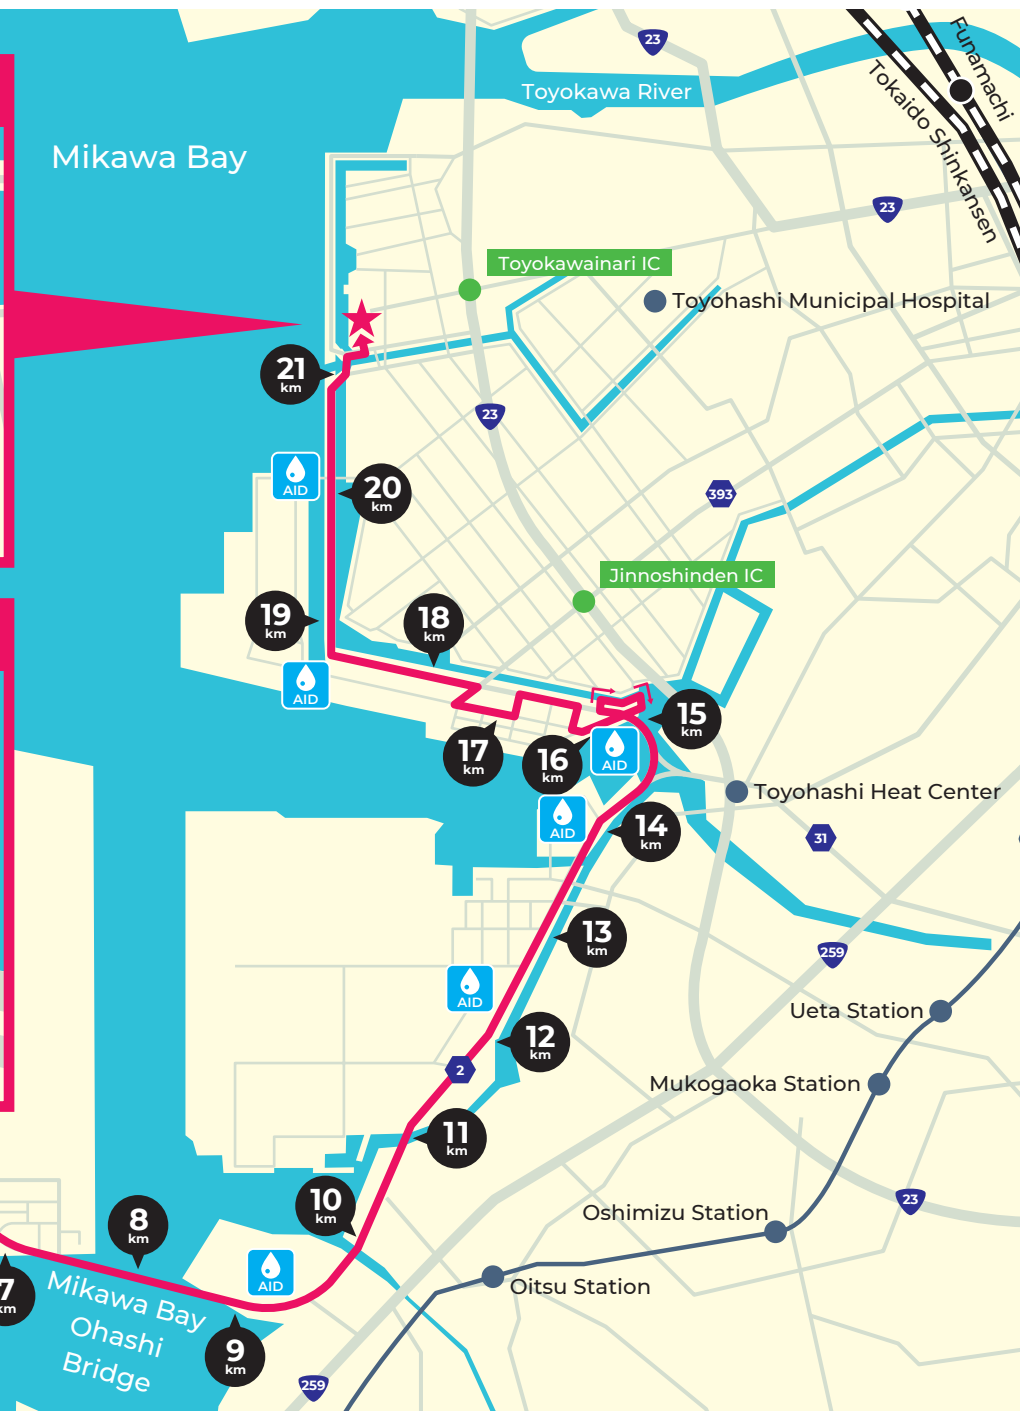 23
Funamachi
Toyokawa River
Tokaido Shinkansen
Mikawa Bay
23
Toyokawainari IC
Toyohashi Municipal Hospital
21
km
23
AID
20
km
393
Jinnoshinden IC
19
km
18
km
AID
15
km
17
km
16
km
AID
Toyohashi Heat Center
AID
14
km
31
13
km
259
AID
Ueta Station
12
km
2
Mukogaoka Station
11
km
10
km
23
8
km
Oshimizu Station
AID
7
km
Mikawa Bay
Ohashi
Bridge
Oitsu Station
9
km
259